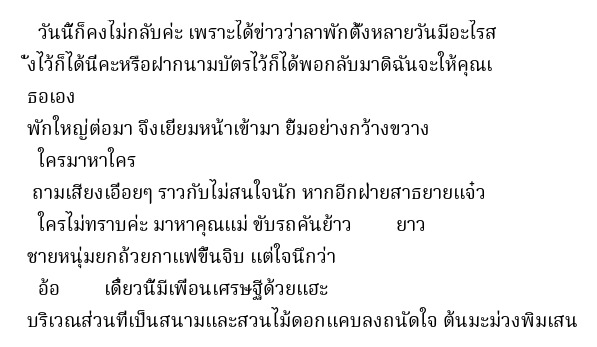 วันนี้ก็คงไม่กลับค่ะ เพราะได้ข่าวว่าลาพักตั้งหลายวันมีอะไรส
ั่งไว้ก็ได้นี่คะหรือฝากนามบัตรไว้ก็ได้พอกลับมาดิฉันจะให้คุณเ
ธอเอง
พักใหญ่ต่อมา จึงเยี่ยมหน้าเข้ามา ยิ้มอย่างกว้างขวาง
ใครมาหาใคร
ถามเสียงเอื่อยๆ ราวกับไม่สนใจนัก หากอีกฝ่ายสาธยายแจ๋ว
ใครไม่ทราบค่ะ มาหาคุณแม่ ขับรถคันย้าว ยาว
ชายหนุ่มยกถ้วยกาแฟขึ้นจิบ แต่ใจนึกว่า
อ้อ เดี๋ยวนี้มีเพื่อนเศรษฐีด้วยแฮะ
บริเวณส่วนที่เป็นสนามและสวนไม้ดอกแคบลงถนัดใจ ต้นมะม่วงพิมเสน